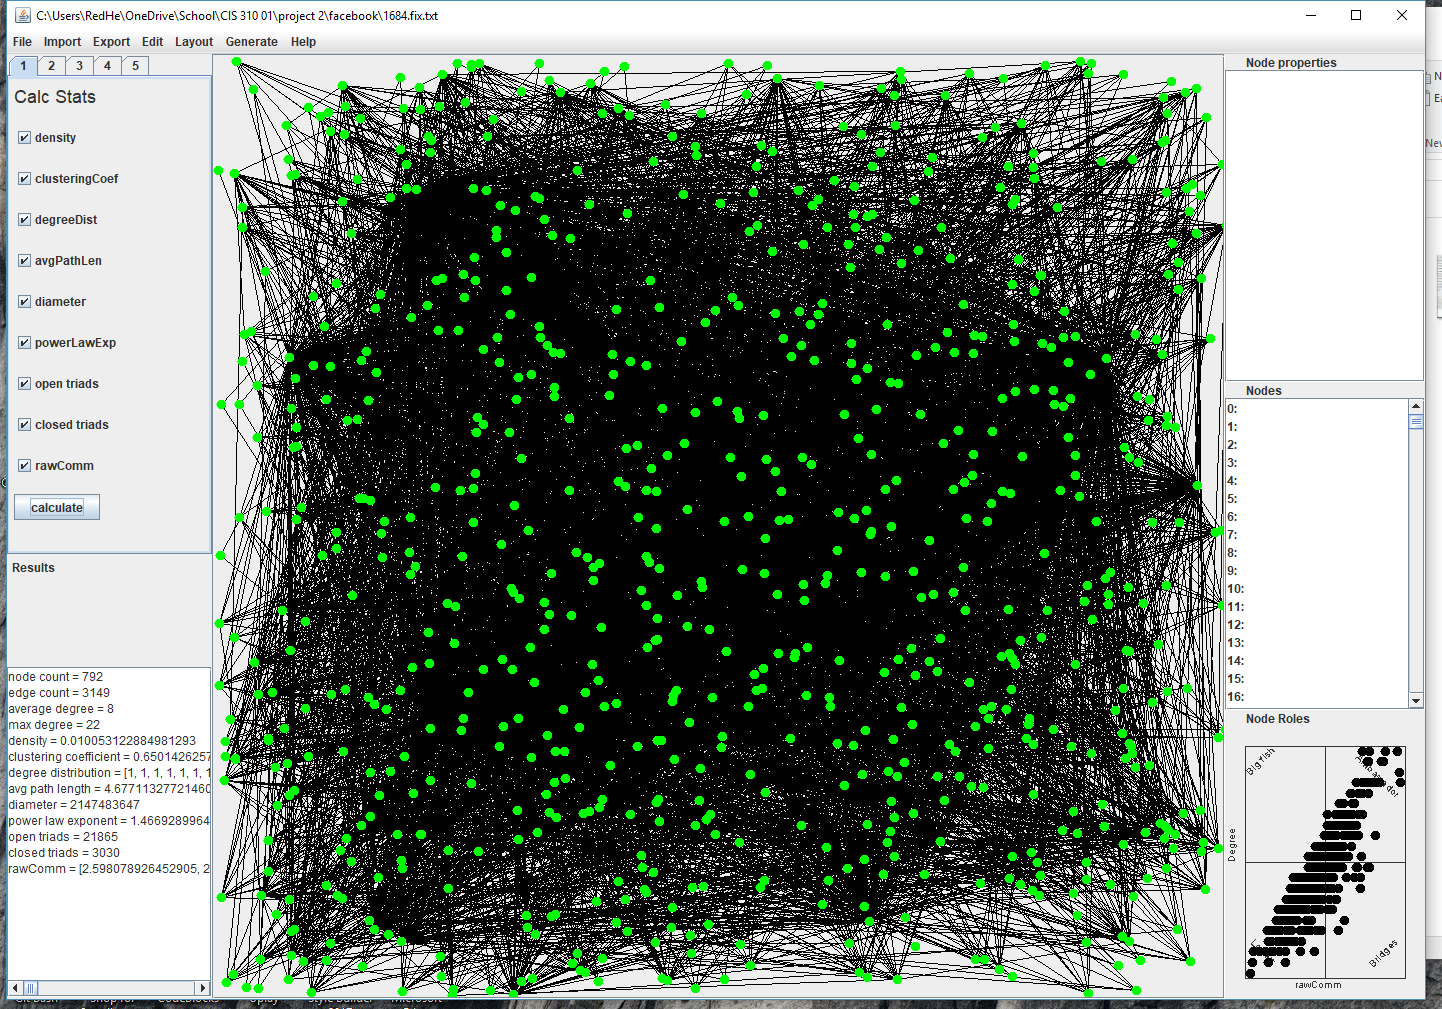 C:\Users\RedHe\OneDrive\School\CIS 310 01\project 2\facebook\1684.fix.txt
File Import Export Edit Layout Generate Help
1 2 3 4 5
Calc Stats
density
clusteringCoef
degreeDist
avgPathLen
diameter
powerLawExp
open triads
closed triads
rawComm
calculate
Results
node count = 792
edge count = 3149
average degree = 8
max degree = 22
density = 0.010053122884981293
clustering coefficient = 0.6501426257
degree distribution = [1, 1, 1, 1, 1, 1, 1
avg path length = 4.67711327721460
diameter = 2147483647
power law exponent = 1.4669289964
open triads = 21865
closed triads = 3030
rawComm = [2.598078926452905, 2
Node properties
Nodes
0:
1:
2:
3:
4:
5:
6:
7:
8:
9:
10:
11:
12:
13:
14:
15:
16:
Node Roles
Big fish
Bridges
Degree
rawComm